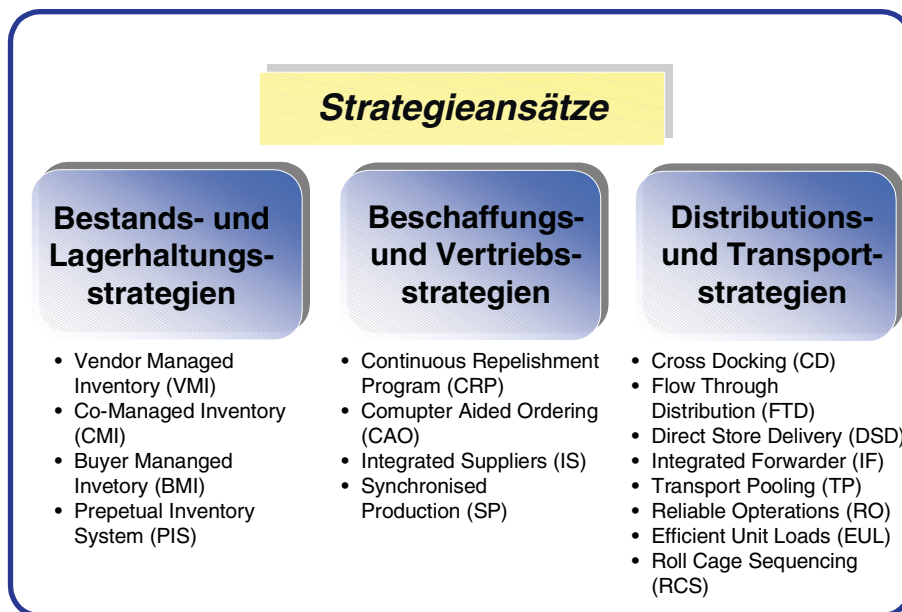 Strategieansätze
Bestands- und
Lagerhaltungs-
strategien
• Vendor Managed
Inventory (VMI)
• Co-Managed Inventory
(CMI)
• Buyer Mananged
Invetory (BMI)
• Prepetual Inventory
System (PIS)
Beschaffungs-
und Vertriebs-
strategien
• Continuous Repelishment
Program (CRP)
• Comupter Aided Ordering
(CAO)
• Integrated Suppliers (IS)
• Synchronised
Production (SP)
Distributions-
und Transport-
strategien
• Cross Docking (CD)
• Flow Through
Distribution (FTD)
• Direct Store Delivery (DSD)
• Integrated Forwarder (IF)
• Transport Pooling (TP)
• Reliable Opterations (RO)
• Efficient Unit Loads (EUL)
• Roll Cage Sequencing
(RCS)